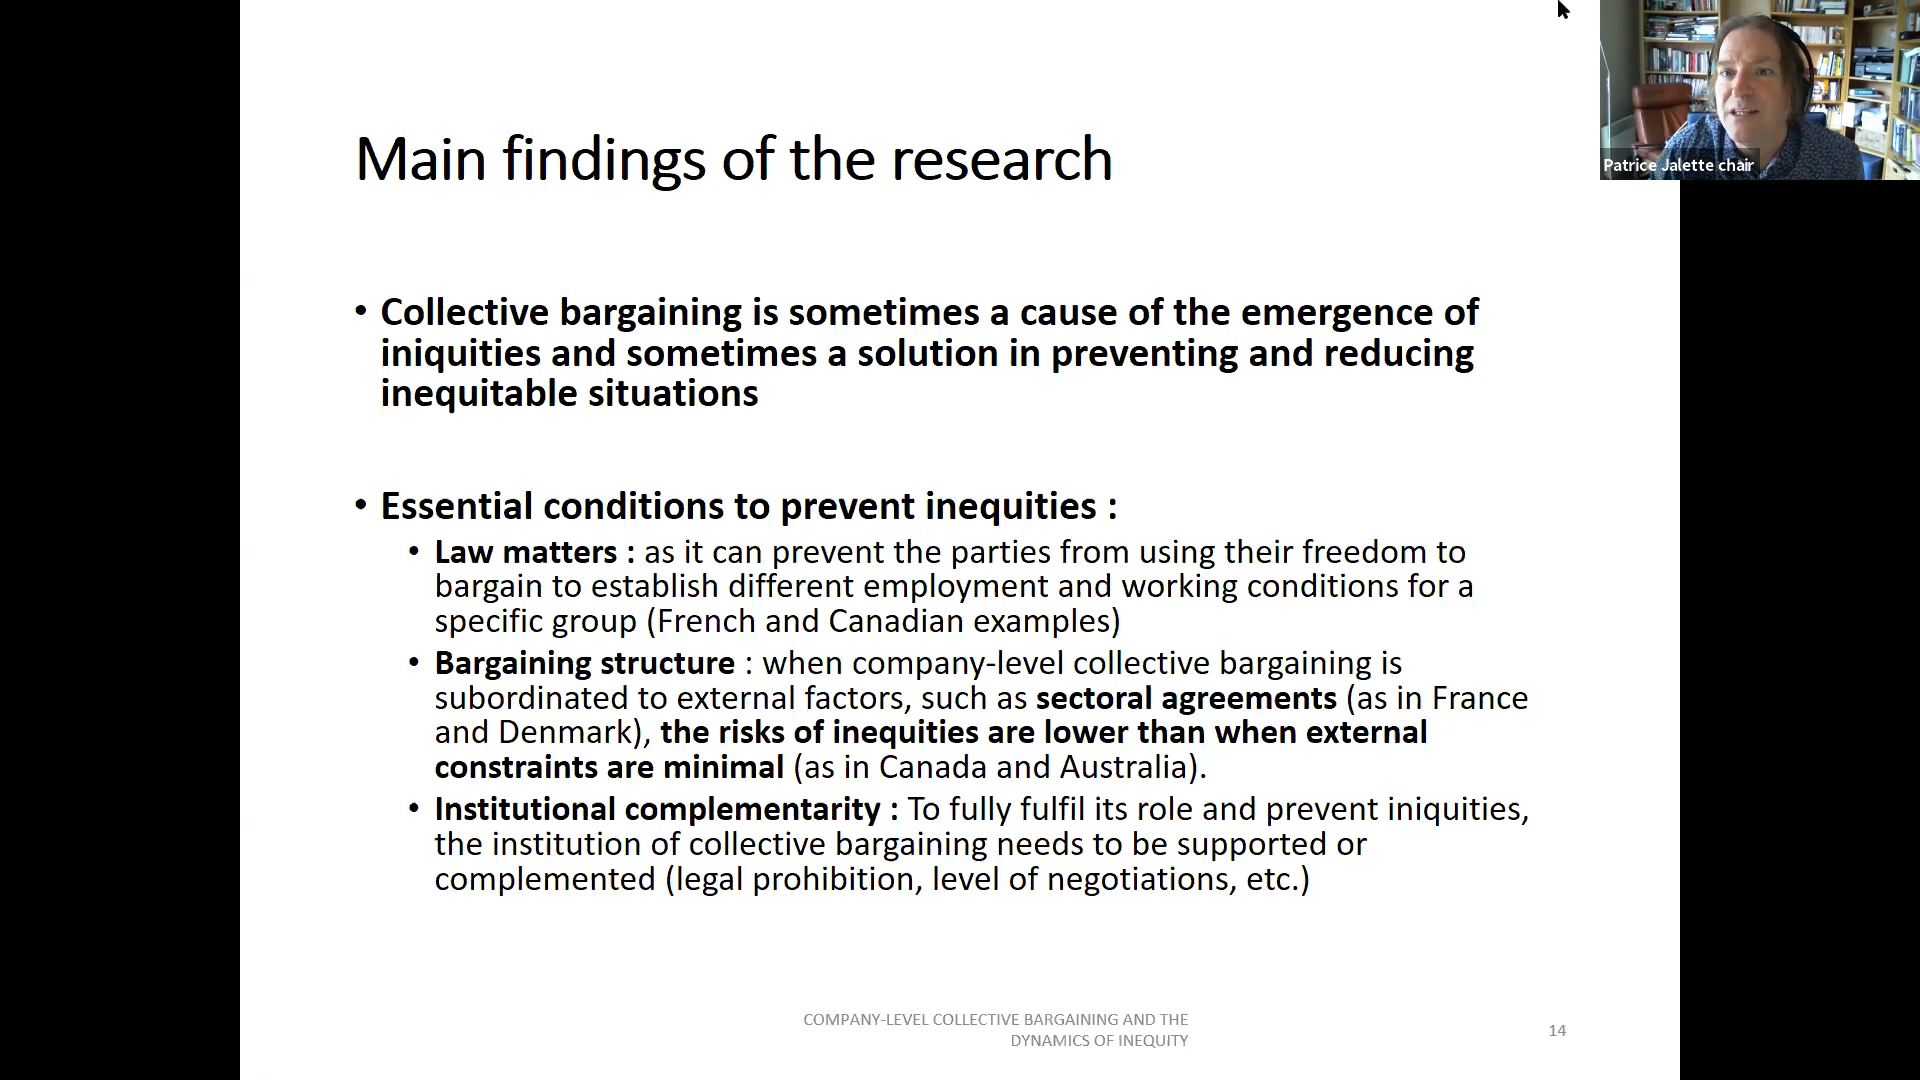 Patrice Jalette chair
Main findings of the research
• Collective bargaining is sometimes a cause of the emergence of
iniquities and sometimes a solution in preventing and reducing
inequitable situations
• Essential conditions to prevent inequities :
• Law matters : as it can prevent the parties from using their freedom to
bargain to establish different employment and working conditions for a
specific group (French and Canadian examples)
• Bargaining structure : when company-level collective bargaining is
subordinated to external factors, such as sectoral agreements (as in France
and Denmark), the risks of inequities are lower than when external
constraints are minimal (as in Canada and Australia).
• Institutional complementarity : To fully fulfil its role and prevent iniquities,
the institution of collective bargaining needs to be supported or
complemented (legal prohibition, level of negotiations, etc.)
COMPANY-LEVEL COLLECTIVE BARGAINING AND THE
DYNAMICS OF INEQUITY
14